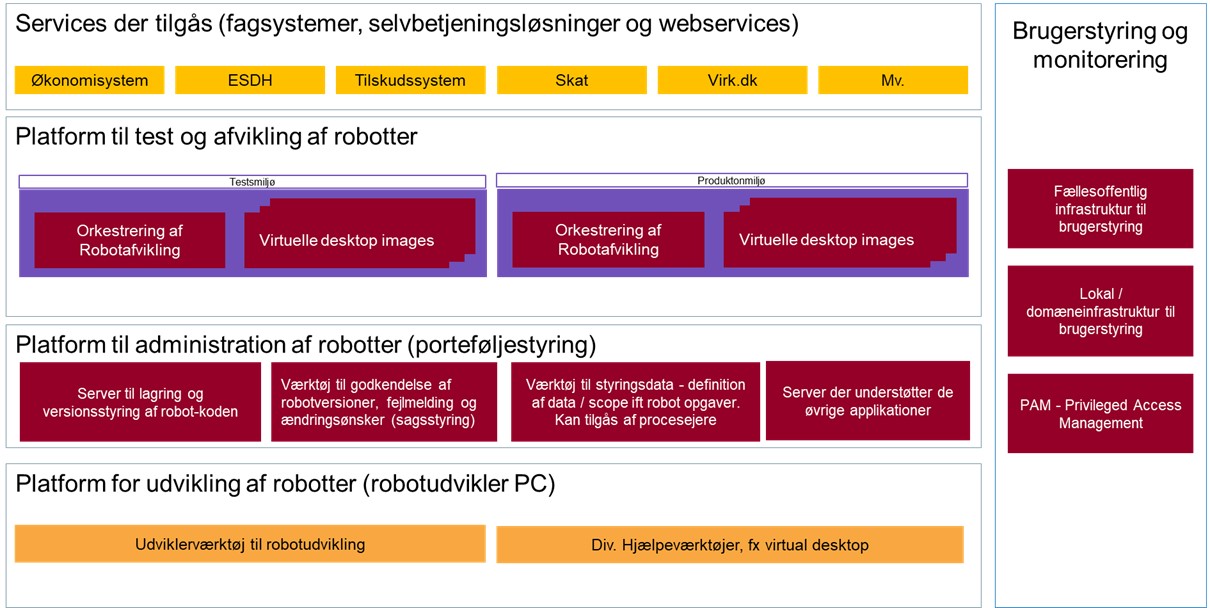 Services der tilgås (fagsystemer, selvbetjeningsløsninger og webservices)
Økonomisystem
ESDH
Tilskudssystem
Skat
Virk.dk
Mv.
Platform til test og afvikling af robotter
Testsmiljø
Orkestrering af
Robotafvikling
Virtuelle desktop images
Produktonmiljø
Orkestrering af
Robotafvikling
Virtuelle desktop images
Platform til administration af robotter (porteføljestyring)
Server til lagring og
versionsstyring af robot-koden
Værktøj til godkendelse af
robotversioner, fejlmelding og
ændringsønsker (sagsstyring)
Værktøj til styringsdata - definition
af data / scope ift robot opgaver.
Kan tilgås af procesejere
Server der understøtter de
øvrige applikationer
Platform for udvikling af robotter (robotudvikler PC)
Udviklerværktøj til robotudvikling
Div. Hjælpeværktøjer, fx virtual desktop
Brugerstyring og
monitorering
Fællesoffentlig
infrastruktur til
brugerstyring
Lokal /
domæneinfrastruktur til
brugerstyring
PAM - Privileged Access
Management